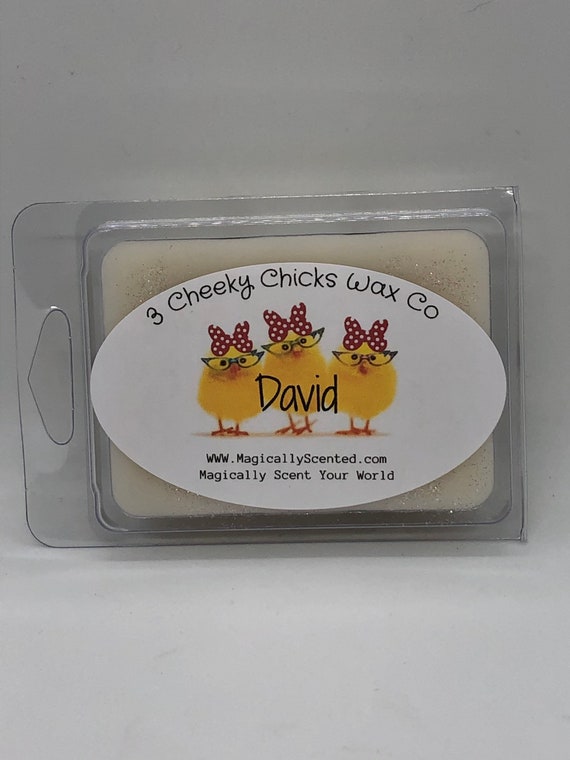 3 Cheeky Chicks Wax Co
David
WWW.MagicallyScented.com
Magically Scent Your World